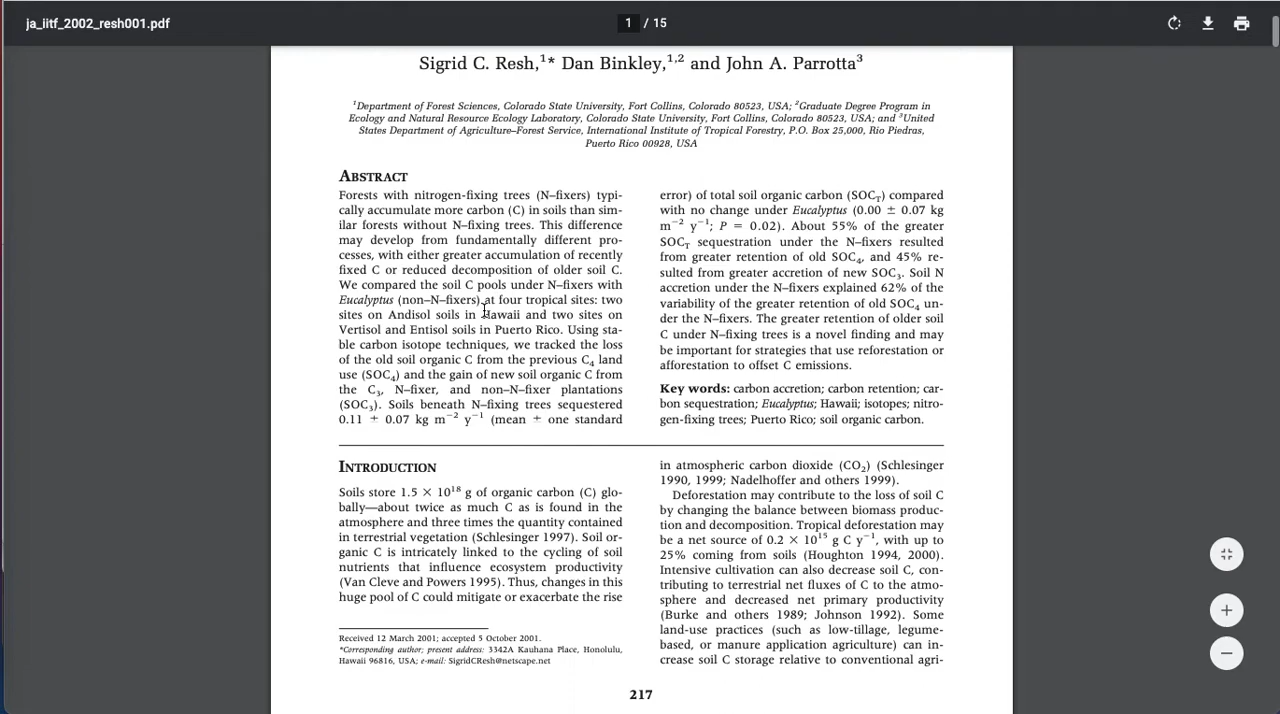 ja_iitf_2002_resh001.pdf
1 / 15
Sigrid C. Resh,¹* Dan Binkley,¹,² and John A. Parrotta³
¹Department of Forest Sciences, Colorado State University, Fort Collins, Colorado 80523, USA; ²Graduate Degree Program in
Ecology and Natural Resource Ecology Laboratory, Colorado State University, Fort Collins, Colorado 80523, USA; and ³United
States Department of Agriculture–Forest Service, International Institute of Tropical Forestry, P.O. Box 25,000, Rio Piedras,
Puerto Rico 00928, USA
ABSTRACT
Forests with nitrogen-fixing trees (N–fixers) typi-
cally accumulate more carbon (C) in soils than sim-
ilar forests without N–fixing trees. This difference
may develop from fundamentally different pro-
cesses, with either greater accumulation of recently
fixed C or reduced decomposition of older soil C.
We compared the soil C pools under N–fixers with
Eucalyptus (non–N–fixers) at four tropical sites: two
sites on Andisol soils in Hawaii and two sites on
Vertisol and Entisol soils in Puerto Rico. Using sta-
ble carbon isotope techniques, we tracked the loss
of the old soil organic C from the previous C₄ land
use (SOC₄) and the gain of new soil organic C from
the C₃, N–fixer, and non–N–fixer plantations
(SOC₃). Soils beneath N–fixing trees sequestered
0.11 ± 0.07 kg m⁻² y⁻¹ (mean ± one standard
error) of total soil organic carbon (SOC_T) compared
with no change under Eucalyptus (0.00 ± 0.07 kg
m⁻² y⁻¹; P = 0.02). About 55% of the greater
SOC_T sequestration under the N–fixers resulted
from greater retention of old SOC₄, and 45% re-
sulted from greater accretion of new SOC₃. Soil N
accretion under the N–fixers explained 62% of the
variability of the greater retention of old SOC₄ un-
der the N–fixers. The greater retention of older soil
C under N–fixing trees is a novel finding and may
be important for strategies that use reforestation or
afforestation to offset C emissions.
Key words: carbon accretion; carbon retention; car-
bon sequestration; Eucalyptus; Hawaii; isotopes; nitro-
gen-fixing trees; Puerto Rico; soil organic carbon.
INTRODUCTION
Soils store 1.5 × 10¹⁸ g of organic carbon (C) glo-
bally—about twice as much C as is found in the
atmosphere and three times the quantity contained
in terrestrial vegetation (Schlesinger 1997). Soil or-
ganic C is intricately linked to the cycling of soil
nutrients that influence ecosystem productivity
(Van Cleve and Powers 1995). Thus, changes in this
huge pool of C could mitigate or exacerbate the rise
Received 12 March 2001; accepted 5 October 2001.
*Corresponding author; present address: 3342A Kauhana Place, Honolulu,
Hawaii 96816, USA; e-mail: SigridCResh@netscape.net
in atmospheric carbon dioxide (CO₂) (Schlesinger
1990, 1999; Nadelhoffer and others 1999).
Deforestation may contribute to the loss of soil C
by changing the balance between biomass produc-
tion and decomposition. Tropical deforestation may
be a net source of 0.2 × 10¹⁵ g C y⁻¹, with up to
25% coming from soils (Houghton 1994, 2000).
Intensive cultivation can also decrease soil C, con-
tributing to terrestrial net fluxes of C to the atmo-
sphere and decreased net primary productivity
(Burke and others 1989; Johnson 1992). Some
land-use practices (such as low-tillage, legume-
based, or manure application agriculture) can in-
crease soil C storage relative to conventional agri-
217